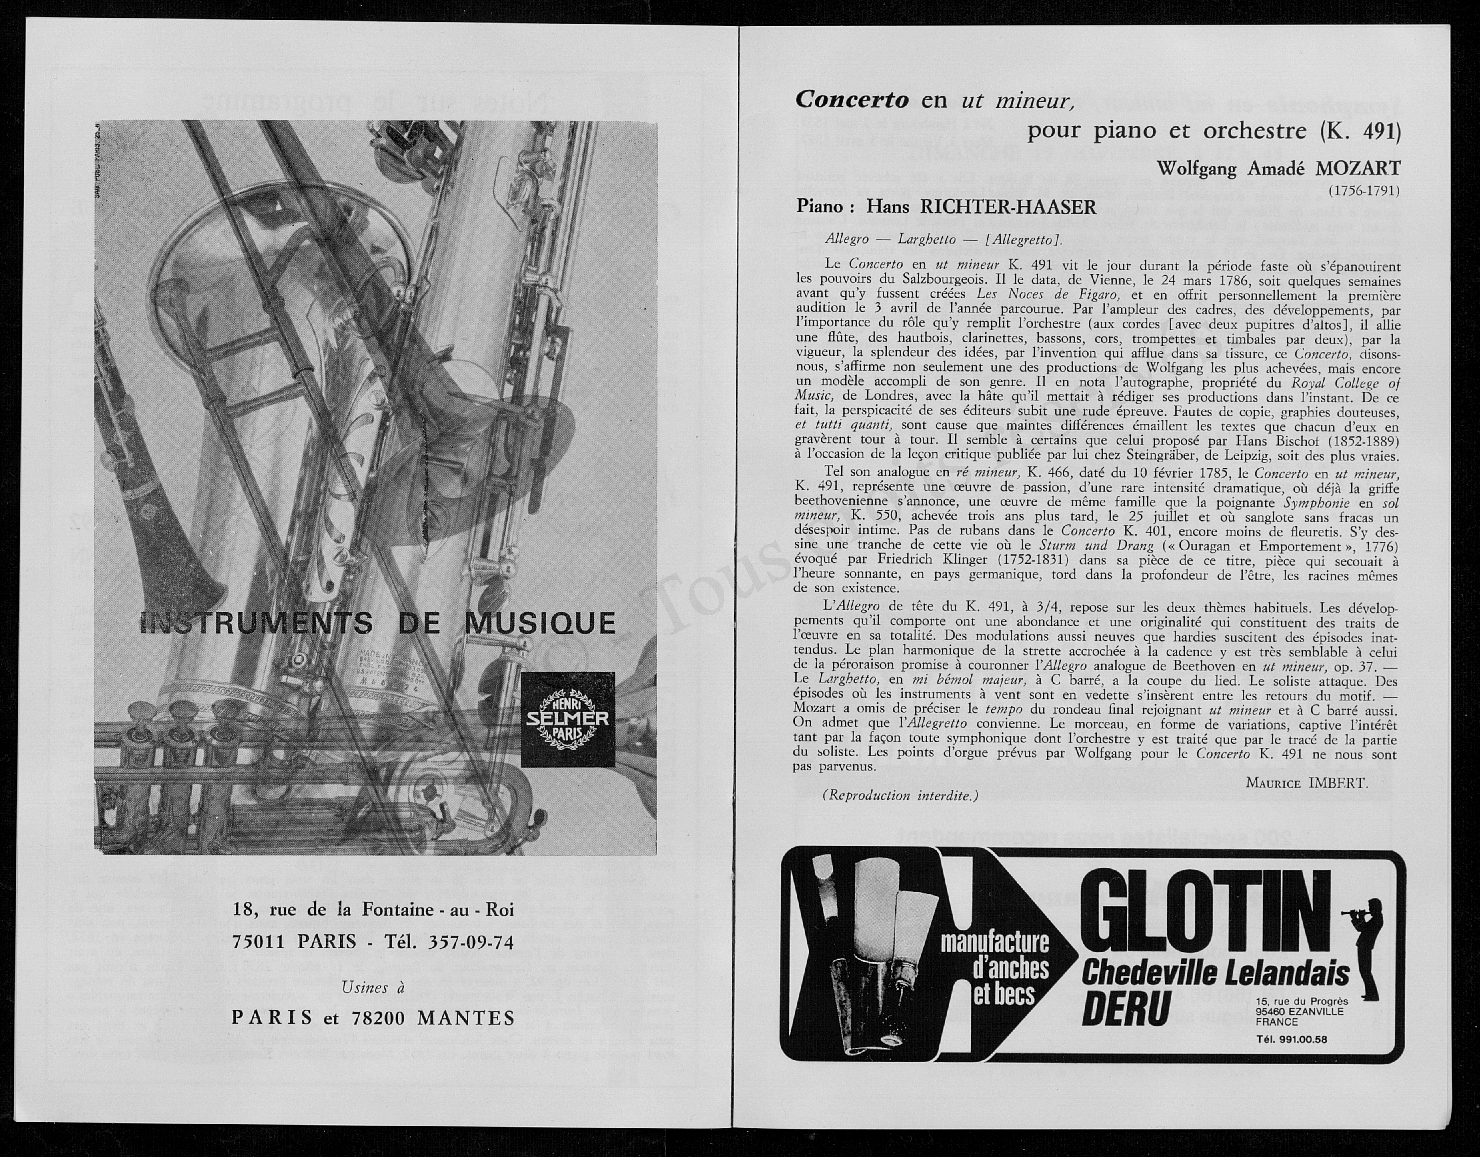 INSTRUMENTS DE MUSIQUE
HENRI
SELMER
PARIS
18, rue de la Fontaine - au - Roi
75011 PARIS - Tél. 357-09-74
Usines à
PARIS et 78200 MANTES
Concerto en ut mineur,
pour piano et orchestre (K. 491)
Wolfgang Amadé MOZART
(1756-1791)
Piano : Hans RICHTER-HAASER
Allegro — Larghetto — [Allegretto].
Le Concerto en ut mineur K. 491 vit le jour durant la période faste où s'épanouirent
les pouvoirs du Salzbourgeois. Il le data, de Vienne, le 24 mars 1786, soit quelques semaines
avant qu'y fussent créées Les Noces de Figaro, et en offrit personnellement la première
audition le 3 avril de l'année parcourue. Par l'ampleur des cadres, des développements, par
l'importance du rôle qu'y remplit l'orchestre (aux cordes [avec deux pupitres d'altos], il allie
une flûte, des hautbois, clarinettes, bassons, cors, trompettes et timbales par deux), par la
vigueur, la splendeur des idées, par l'invention qui afflue dans sa tissure, ce Concerto, disons-
nous, s'affirme non seulement une des productions de Wolfgang les plus achevées, mais encore
un modèle accompli de son genre. Il en nota l'autographe, propriété du Royal College of
Music, de Londres, avec la hâte qu'il mettait à rédiger ses productions dans l'instant. De ce
fait, la perspicacité de ses éditeurs subit une rude épreuve. Fautes de copie, graphies douteuses,
et tutti quanti, sont cause que maintes différences émaillent les textes que chacun d'eux en
gravèrent tour à tour. Il semble à certains que celui proposé par Hans Bischof (1852-1889)
à l'occasion de la leçon critique publiée par lui chez Steingräber, de Leipzig, soit des plus vraies.
Tel son analogue en ré mineur, K. 466, daté du 10 février 1785, le Concerto en ut mineur,
K. 491, représente une œuvre de passion, d'une rare intensité dramatique, où déjà la griffe
beethovenienne s'annonce, une œuvre de même famille que la poignante Symphonie en sol
mineur, K. 550, achevée trois ans plus tard, le 25 juillet et où sanglote sans fracas un
désespoir intime. Pas de rubans dans le Concerto K. 401, encore moins de fleuretis. S'y des-
sine une tranche de cette vie où le Sturm und Drang (« Ouragan et Emportement », 1776)
évoqué par Friedrich Klinger (1752-1831) dans sa pièce de ce titre, pièce qui secouait à
l'heure sonnante, en pays germanique, tord dans la profondeur de l'être, les racines mêmes
de son existence.
L'Allegro de tête du K. 491, à 3/4, repose sur les deux thèmes habituels. Les dévelop-
pements qu'il comporte ont une abondance et une originalité qui constituent des traits de
l'œuvre en sa totalité. Des modulations aussi neuves que hardies suscitent des épisodes inat-
tendus. Le plan harmonique de la strette accrochée à la cadence y est très semblable à celui
de la péroraison promise à couronner l'Allegro analogue de Beethoven en ut mineur, op. 37. —
Le Larghetto, en mi bémol majeur, à C barré, a la coupe du lied. Le soliste attaque. Des
épisodes où les instruments à vent sont en vedette s'insèrent entre les retours du motif. —
Mozart a omis de préciser le tempo du rondeau final rejoignant ut mineur et à C barré aussi.
On admet que l'Allegretto convienne. Le morceau, en forme de variations, captive l'intérêt
tant par la façon toute symphonique dont l'orchestre y est traité que par le tracé de la partie
du soliste. Les points d'orgue prévus par Wolfgang pour le Concerto K. 491 ne nous sont
pas parvenus.
MAURICE IMBERT.
(Reproduction interdite.)
manufacture
d'anches
et becs
GLOTIN
Chedeville Lelandais
DERU
15, rue du Progrès
95460 EZANVILLE
FRANCE
Tél. 991.00.58